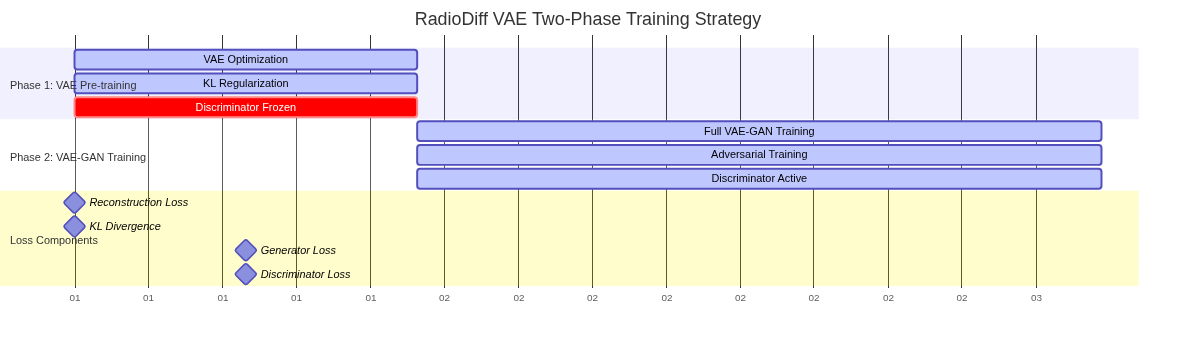 RadioDiff VAE Two-Phase Training Strategy
VAE Optimization
Phase 1: VAE Pre-training
KL Regularization
Discriminator Frozen
Full VAE-GAN Training
Phase 2: VAE-GAN Training
Adversarial Training
Discriminator Active
Reconstruction Loss
KL Divergence
Loss Components
Generator Loss
Discriminator Loss
01 01 01 01 01 02 02 02 02 02 02 02 02 03